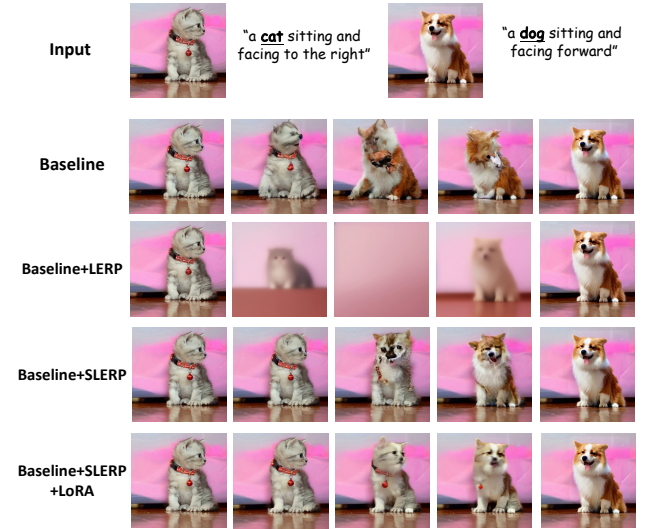 Input
"a cat sitting and
facing to the right"
"a dog sitting and
facing forward"
Baseline
Baseline+LERP
Baseline+SLERP
Baseline+SLERP
+LoRA